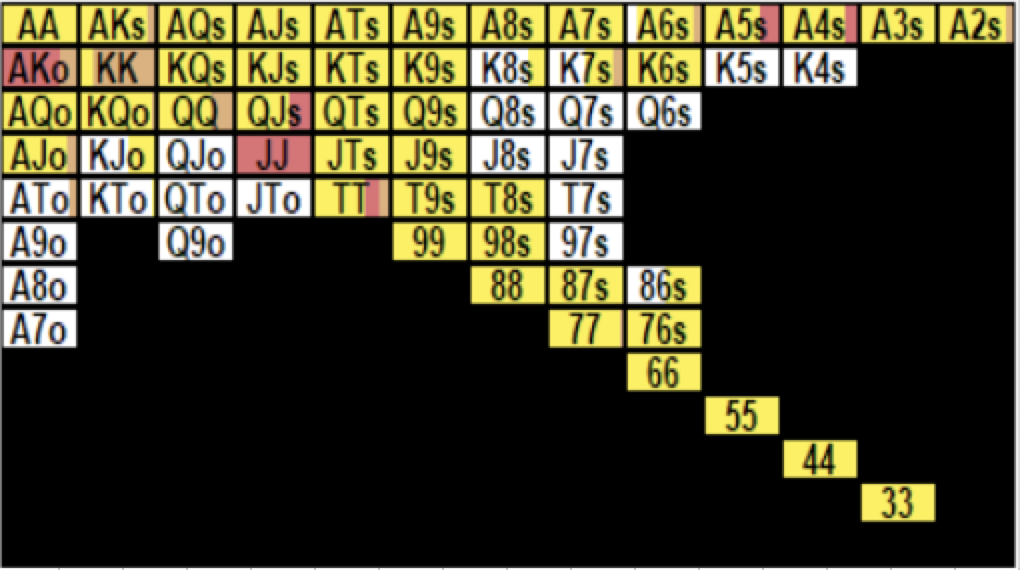 AA AKs AQs AJs ATs A9s A8s A7s A6s A5s A4s A3s A2s
AKo KK KQs KJs KTs K9s K8s K7s K6s K5s K4s
AQo KQo QQ QJs QTs Q9s Q8s Q7s Q6s
AJo KJo QJo JJ JTs J9s J8s J7s
ATo KTo QTo JTo TT T9s T8s T7s
A9o Q9o 99 98s 97s
A8o 88 87s 86s
A7o 77 76s
66
55
44
33